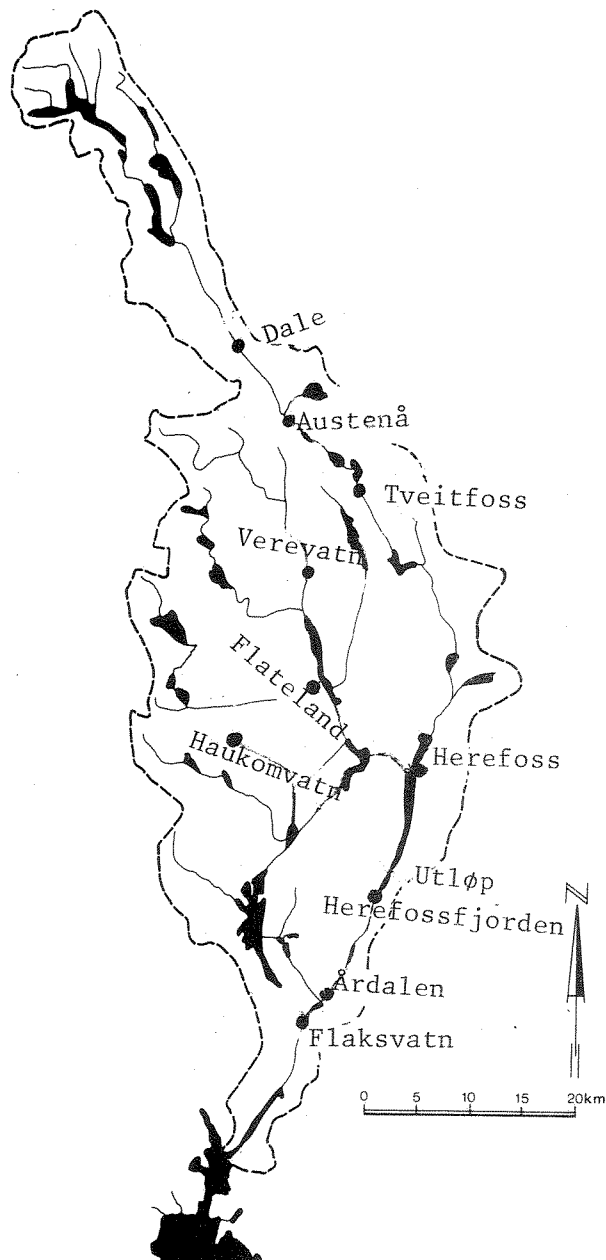 Dale
Austenå
Tveitfoss
Verevatn
Flateland
Haukomvatn
Herefoss
Utløp
Herefossfjorden
N
Årdalen
Flaksvatn
0 5 10 15 20km